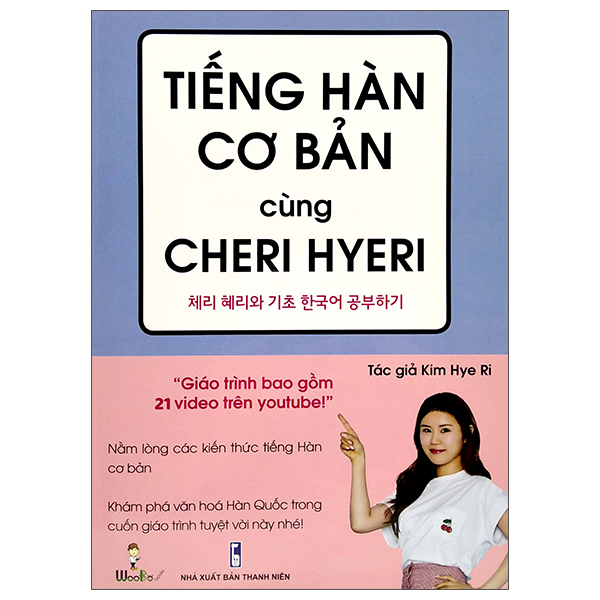 TIẾNG HÀN
CƠ BẢN
cùng
CHERI HYERI
체리 혜리와 기초 한국어 공부하기
Tác giả Kim Hye Ri
“Giáo trình bao gồm
21 video trên youtube!”
Nằm lòng các kiến thức tiếng Hàn
cơ bản
Khám phá văn hoá Hàn Quốc trong
cuốn giáo trình tuyệt vời này nhé!
WooBo
NHÀ XUẤT BẢN THANH NIÊN